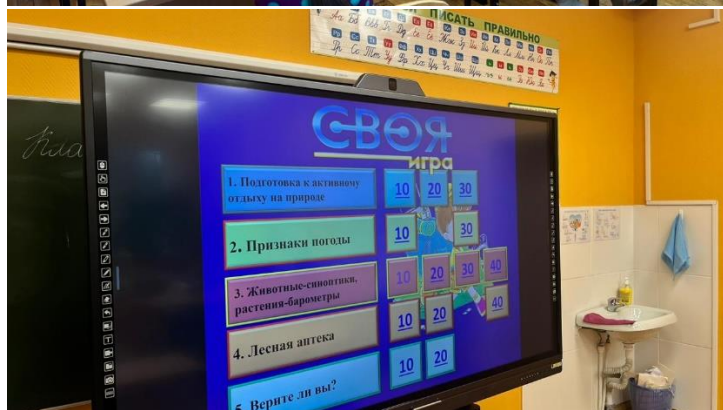 ПИСАТЬ ПРАВИЛЬНО
Кла
СВОЯ
игра
1. Подготовка к активному
отдыху на природе
10 20 30
2. Признаки погоды
10 30
3. Животные-синоптики,
растения-барометры
10 20 30 40
4. Лесная аптека
10 20 40
5. Верите ли вы?
10 20